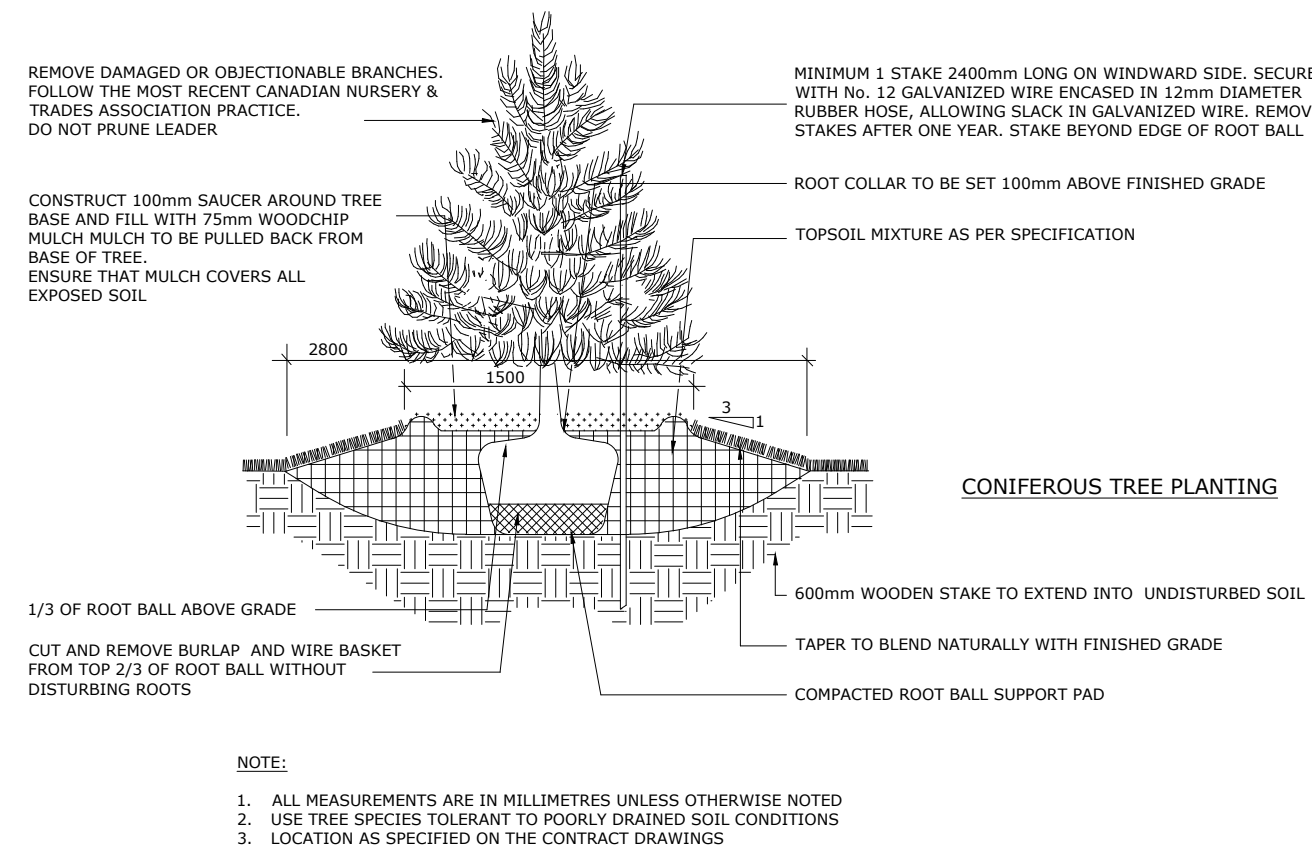 REMOVE DAMAGED OR OBJECTIONABLE BRANCHES.
FOLLOW THE MOST RECENT CANADIAN NURSERY &
TRADES ASSOCIATION PRACTICE.
DO NOT PRUNE LEADER
CONSTRUCT 100mm SAUCER AROUND TREE
BASE AND FILL WITH 75mm WOODCHIP
MULCH MULCH TO BE PULLED BACK FROM
BASE OF TREE.
ENSURE THAT MULCH COVERS ALL
EXPOSED SOIL
MINIMUM 1 STAKE 2400mm LONG ON WINDWARD SIDE. SECURE
WITH No. 12 GALVANIZED WIRE ENCASED IN 12mm DIAMETER
RUBBER HOSE, ALLOWING SLACK IN GALVANIZED WIRE. REMOV
STAKES AFTER ONE YEAR. STAKE BEYOND EDGE OF ROOT BALL
ROOT COLLAR TO BE SET 100mm ABOVE FINISHED GRADE
TOPSOIL MIXTURE AS PER SPECIFICATION
2800
1500
3
1
CONIFEROUS TREE PLANTING
1/3 OF ROOT BALL ABOVE GRADE
CUT AND REMOVE BURLAP AND WIRE BASKET
FROM TOP 2/3 OF ROOT BALL WITHOUT
DISTURBING ROOTS
600mm WOODEN STAKE TO EXTEND INTO UNDISTURBED SOIL
TAPER TO BLEND NATURALLY WITH FINISHED GRADE
COMPACTED ROOT BALL SUPPORT PAD
NOTE:
1. ALL MEASUREMENTS ARE IN MILLIMETRES UNLESS OTHERWISE NOTED
2. USE TREE SPECIES TOLERANT TO POORLY DRAINED SOIL CONDITIONS
3. LOCATION AS SPECIFIED ON THE CONTRACT DRAWINGS